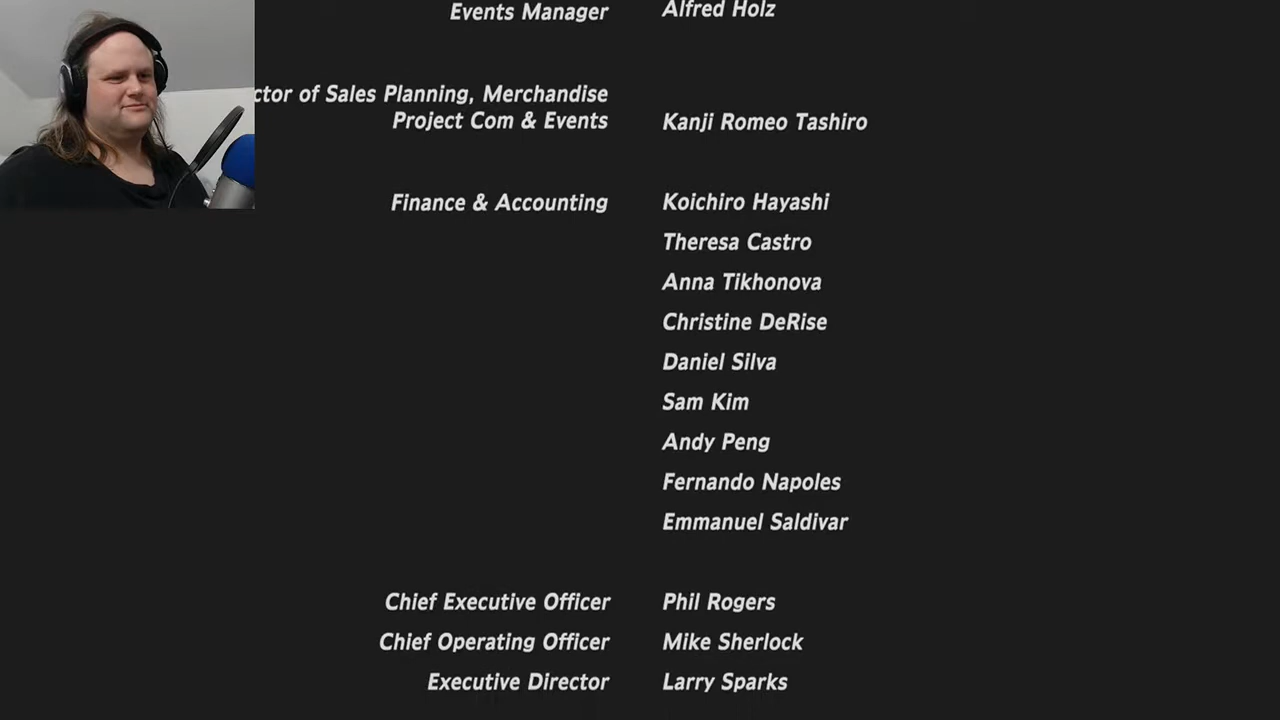 Events Manager Alfred Holz
ctor of Sales Planning, Merchandise
Project Com & Events Kanji Romeo Tashiro
Finance & Accounting Koichiro Hayashi
Theresa Castro
Anna Tikhonova
Christine DeRise
Daniel Silva
Sam Kim
Andy Peng
Fernando Napoles
Emmanuel Saldivar
Chief Executive Officer Phil Rogers
Chief Operating Officer Mike Sherlock
Executive Director Larry Sparks